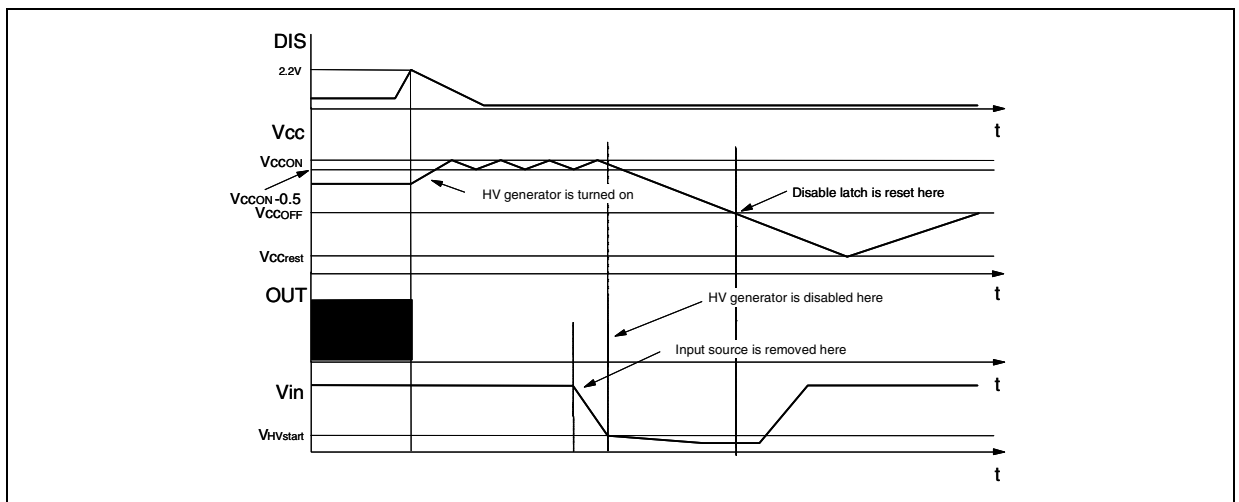 DIS
2.2V
t
Vcc
VCCON
VCCON-0.5
HV generator is turned on
Disable latch is reset here
VCCOFF
VCCrest
t
OUT
HV generator is disabled here
Input source is removed here
t
Vin
VHVstart
t